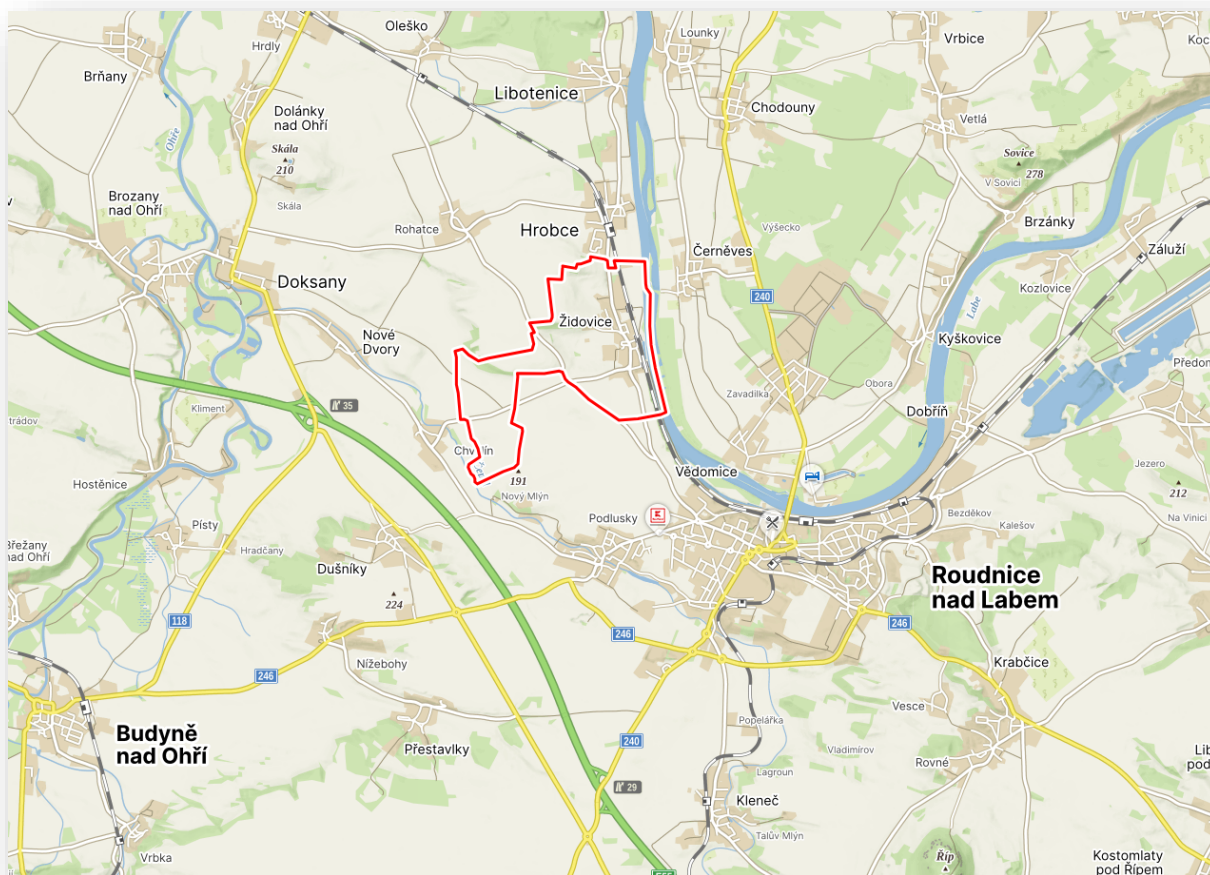 Oleško
Lounky
Vrbice
Koc
Hrdly
Brňany
Libotenice
Chodouny
Vetlá
Dolánky
nad Ohří
Ohře
Skála
210
Sovice
278
V Sovici
Skála
Brozany
nad Ohří
Rohatce
Hrobce
Výšecko
Brzánky
Černěves
Záluží
Doksany
240
Kozlovice
Labe
Židovice
Nové
Dvory
Kyškovice
Předon
Zavadilka
Obora
35
Kliment
Dobříň
trádov
Chvalín
Vědomice
Jezero
191
Hostěnice
Nový Mlýn
212
Bezděkov
Na Vinici
Písty
Podlusky
Kalešov
Hradčany
Břežany
nad Ohří
Dušníky
Roudnice
nad Labem
224
118
246
246
Nížebohy
Krabčice
246
Vesce
Popelářka
Budyně
nad Ohří
Přestavlky
240
Vladimírov
Rovné
Lib
pod
Lagroun
29
Kleneč
Talův Mlýn
Vrbka
Říp
Kostomlaty
pod Řípem